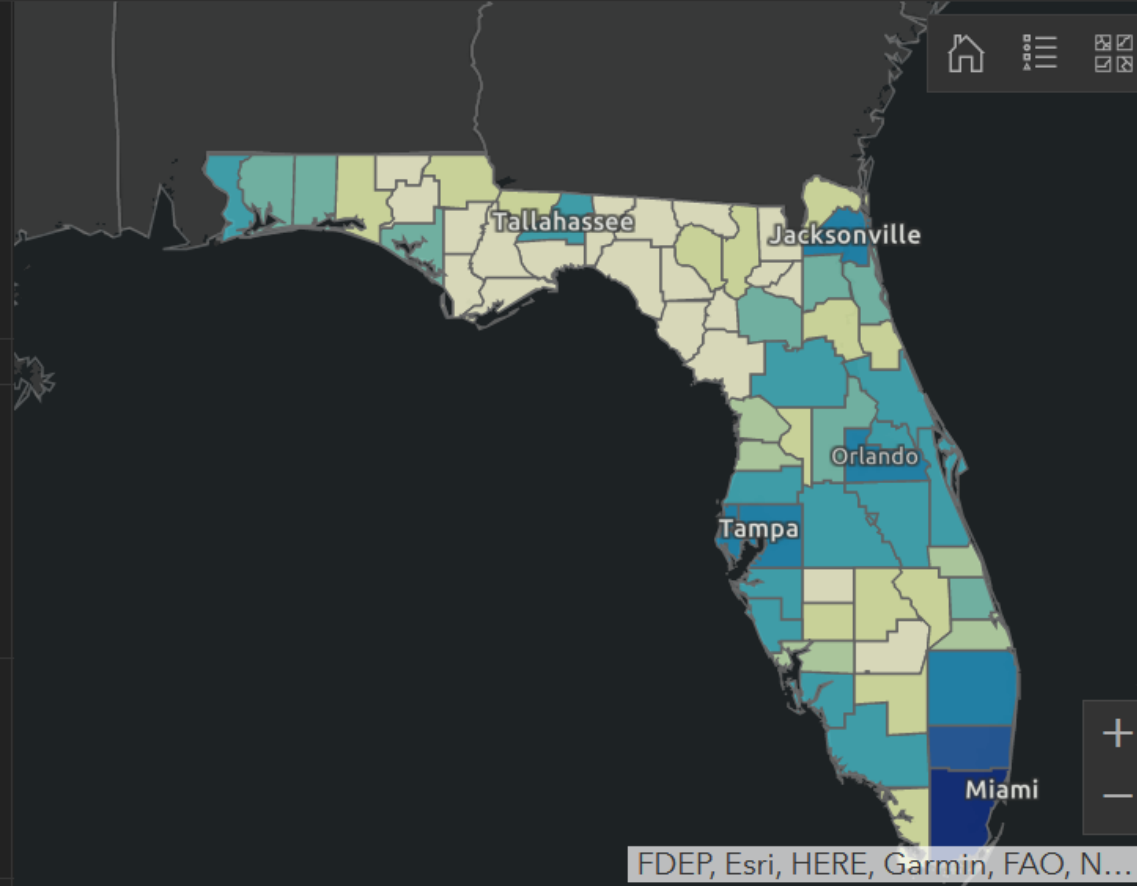 Tallahassee
Jacksonville
Orlando
Tampa
Miami
FDEP, Esri, HERE, Garmin, FAO, N...